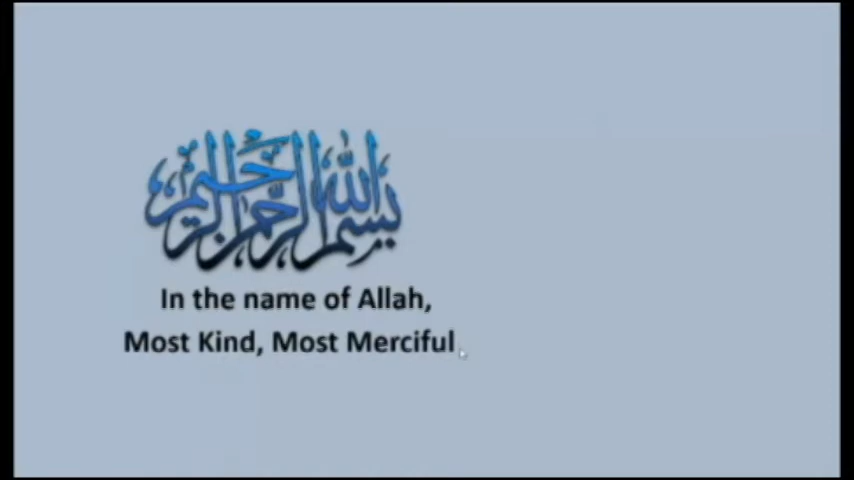 بسم الله الرحمن الرحيم
In the name of Allah,
Most Kind, Most Merciful